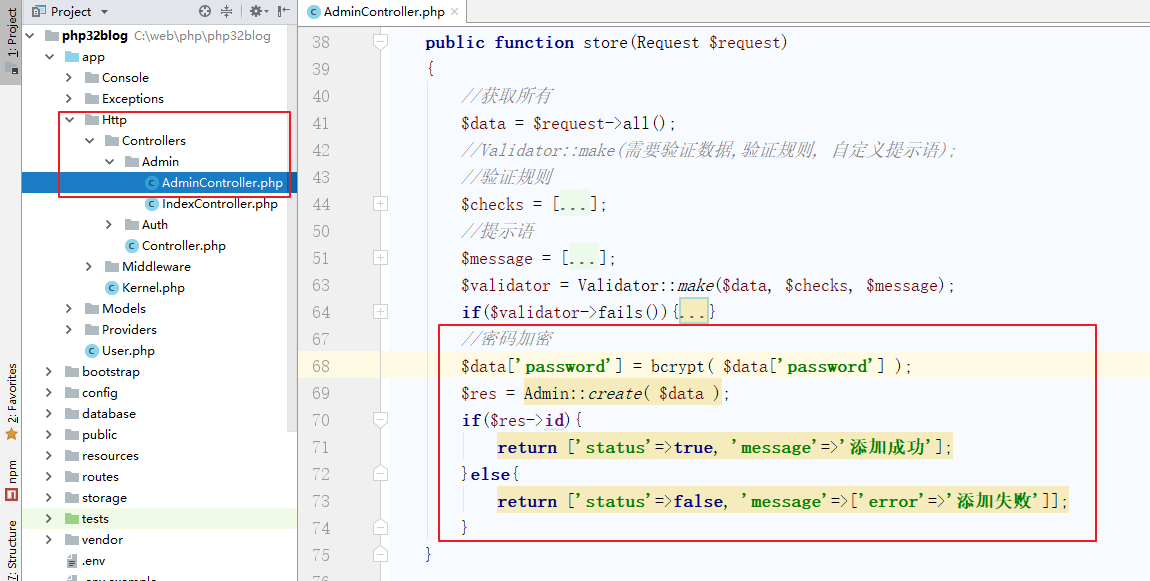 1: Project
2: Favorites
npm
7: Structure
Project
php32blog C:\web\php\php32blog
app
Console
Exceptions
Http
Controllers
Admin
AdminController.php
IndexController.php
Auth
Controller.php
Middleware
Kernel.php
Models
Providers
User.php
bootstrap
config
database
public
resources
routes
storage
tests
vendor
.env
.env.example
AdminController.php
38 public function store(Request $request)
39 {
40 //获取所有
41 $data = $request->all();
42 //Validator::make(需要验证数据,验证规则, 自定义提示语);
43 //验证规则
44 $checks = [...];
50 //提示语
51 $message = [...];
63 $validator = Validator::make($data, $checks, $message);
64 if($validator->fails()){...}
67 //密码加密
68 $data['password'] = bcrypt( $data['password'] );
69 $res = Admin::create( $data );
70 if($res->id){
71 return ['status'=>true, 'message'=>'添加成功'];
72 }else{
73 return ['status'=>false, 'message'=>['error'=>'添加失败']];
74 }
75 }
76